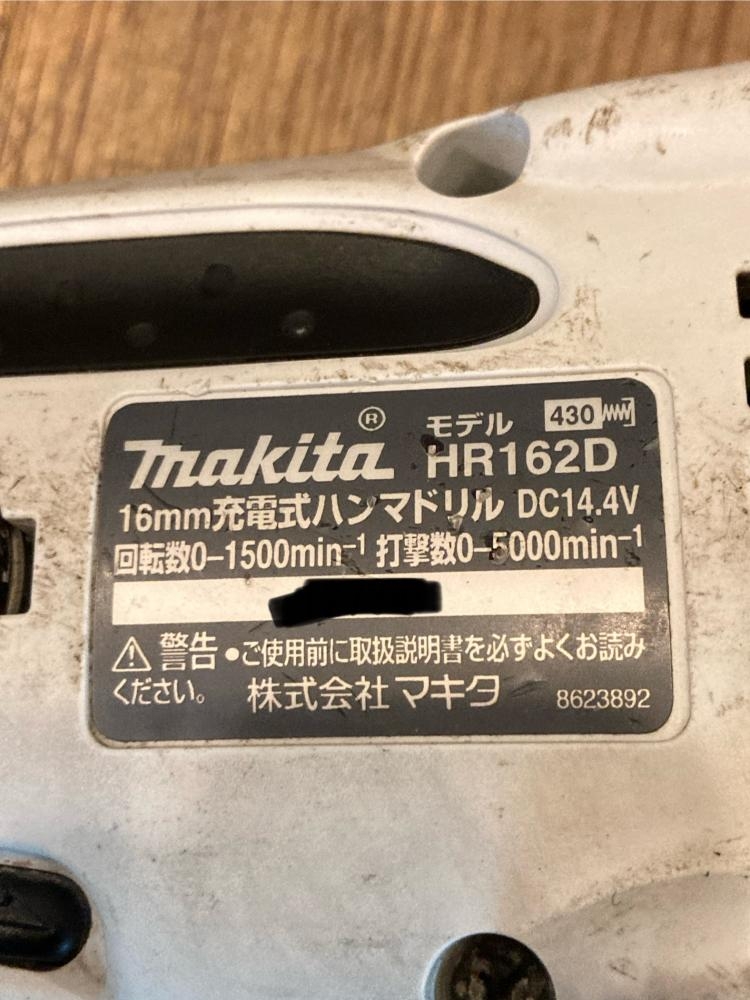 makita® モデル 430
HR162D
16mm充電式ハンマドリル DC14.4V
回転数0-1500min⁻¹ 打撃数0-5000min⁻¹
⚠ 警告 ●ご使用前に取扱説明書を必ずよくお読み
ください。 株式会社マキタ 8623892